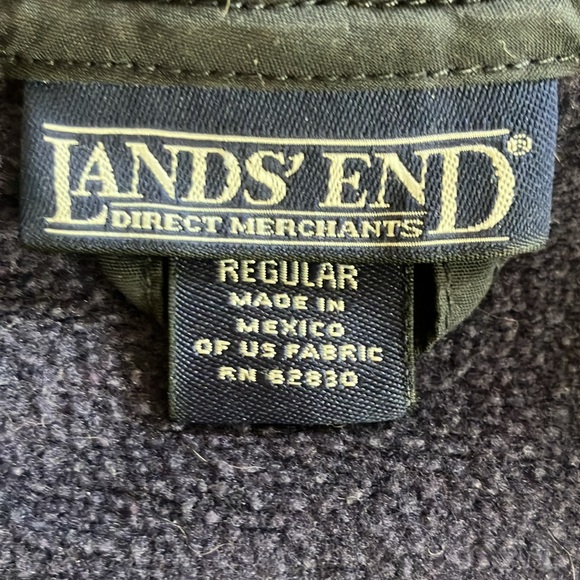 LANDS' END®
DIRECT MERCHANTS
REGULAR
MADE IN
MEXICO
OF US FABRIC
RN 62830